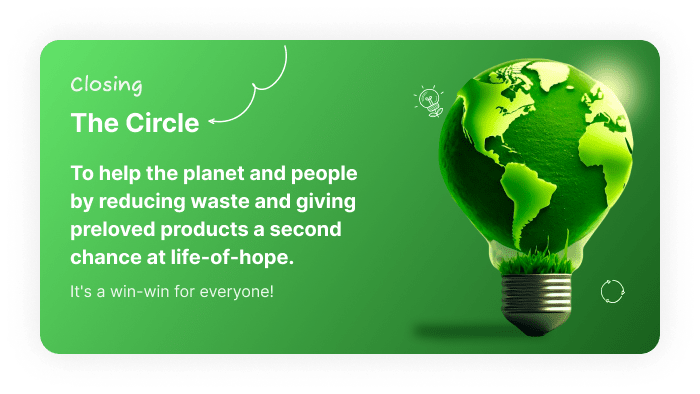 Closing
The Circle
To help the planet and people
by reducing waste and giving
preloved products a second
chance at life-of-hope.
It's a win-win for everyone!